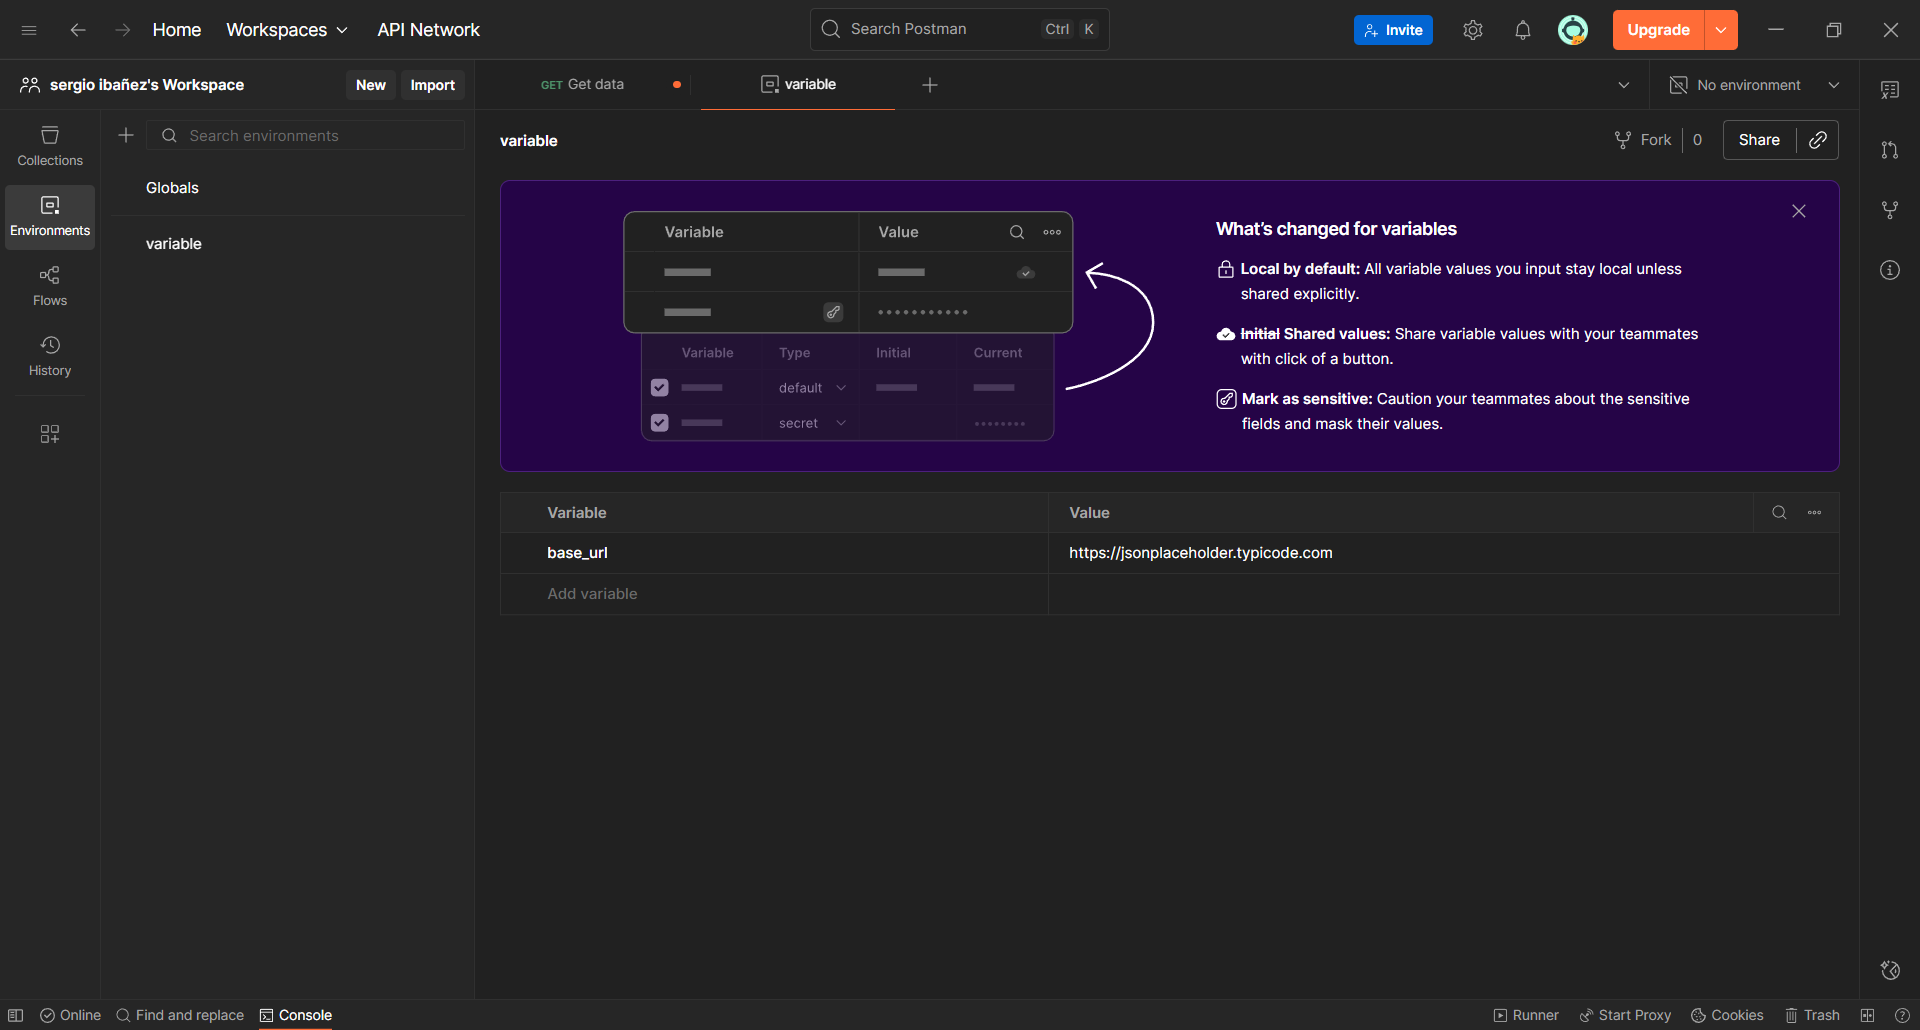 Home
Workspaces
API Network
Search Postman
Ctrl
K
Invite
Upgrade
sergio ibañez's Workspace
New
Import
GET Get data
variable
No environment
Collections
Environments
Flows
History
Search environments
Globals
variable
variable
Fork
0
Share
Variable
Value
Variable
Type
Initial
Current
default
secret
What's changed for variables
Local by default: All variable values you input stay local unless
shared explicitly.
Initial Shared values: Share variable values with your teammates
with click of a button.
Mark as sensitive: Caution your teammates about the sensitive
fields and mask their values.
Variable
Value
base_url
https://jsonplaceholder.typicode.com
Add variable
Online
Find and replace
Console
Runner
Start Proxy
Cookies
Trash